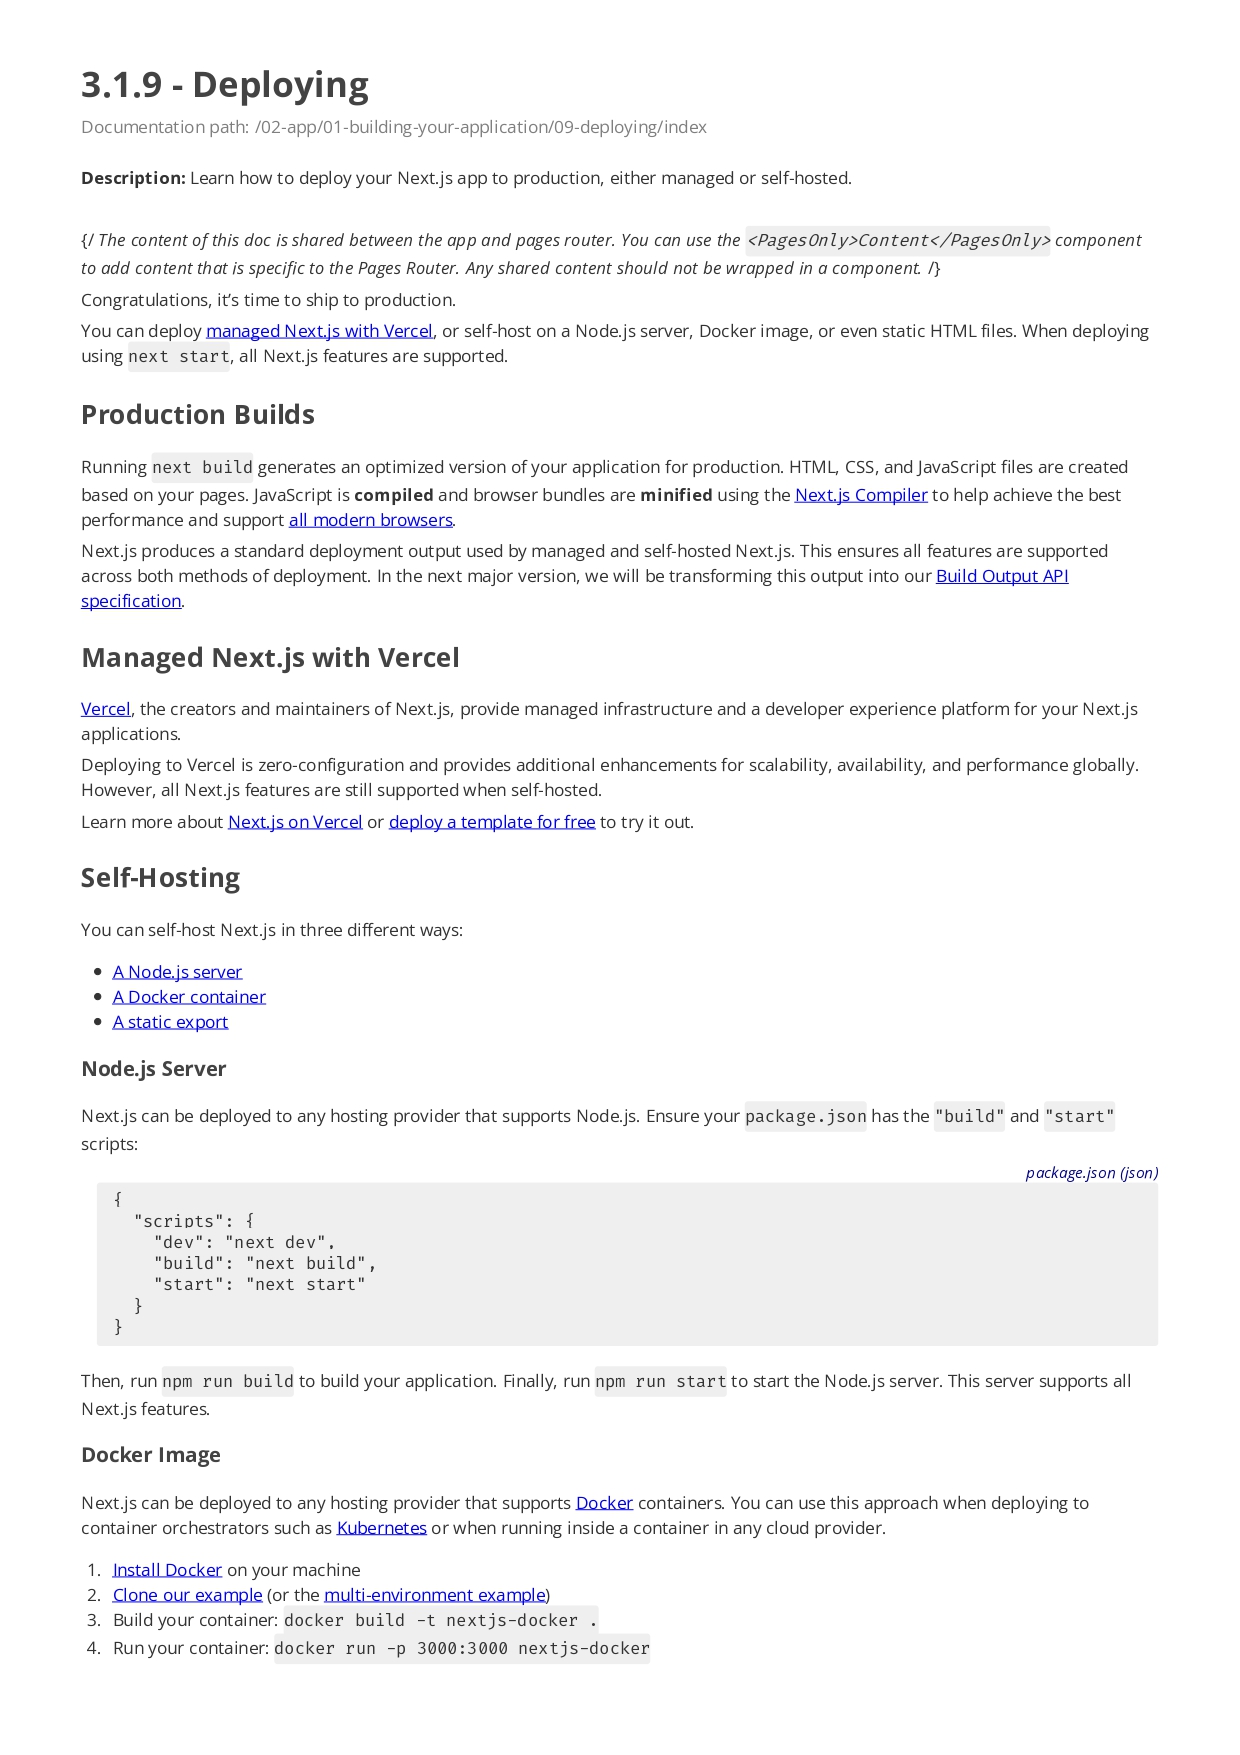 3.1.9 - Deploying
Documentation path: /02-app/01-building-your-application/09-deploying/index
Description: Learn how to deploy your Next.js app to production, either managed or self-hosted.
{/ The content of this doc is shared between the app and pages router. You can use the <PagesOnly>Content</PagesOnly> component
to add content that is specific to the Pages Router. Any shared content should not be wrapped in a component. /}
Congratulations, it’s time to ship to production.
You can deploy managed Next.js with Vercel, or self-host on a Node.js server, Docker image, or even static HTML files. When deploying
using next start, all Next.js features are supported.
Production Builds
Running next build generates an optimized version of your application for production. HTML, CSS, and JavaScript files are created
based on your pages. JavaScript is compiled and browser bundles are minified using the Next.js Compiler to help achieve the best
performance and support all modern browsers.
Next.js produces a standard deployment output used by managed and self-hosted Next.js. This ensures all features are supported
across both methods of deployment. In the next major version, we will be transforming this output into our Build Output API
specification.
Managed Next.js with Vercel
Vercel, the creators and maintainers of Next.js, provide managed infrastructure and a developer experience platform for your Next.js
applications.
Deploying to Vercel is zero-configuration and provides additional enhancements for scalability, availability, and performance globally.
However, all Next.js features are still supported when self-hosted.
Learn more about Next.js on Vercel or deploy a template for free to try it out.
Self-Hosting
You can self-host Next.js in three different ways:
• A Node.js server
• A Docker container
• A static export
Node.js Server
Next.js can be deployed to any hosting provider that supports Node.js. Ensure your package.json has the "build" and "start"
scripts:
package.json (json)
{
  "scripts": {
    "dev": "next dev",
    "build": "next build",
    "start": "next start"
  }
}
Then, run npm run build to build your application. Finally, run npm run start to start the Node.js server. This server supports all
Next.js features.
Docker Image
Next.js can be deployed to any hosting provider that supports Docker containers. You can use this approach when deploying to
container orchestrators such as Kubernetes or when running inside a container in any cloud provider.
1. Install Docker on your machine
2. Clone our example (or the multi-environment example)
3. Build your container: docker build -t nextjs-docker .
4. Run your container: docker run -p 3000:3000 nextjs-docker